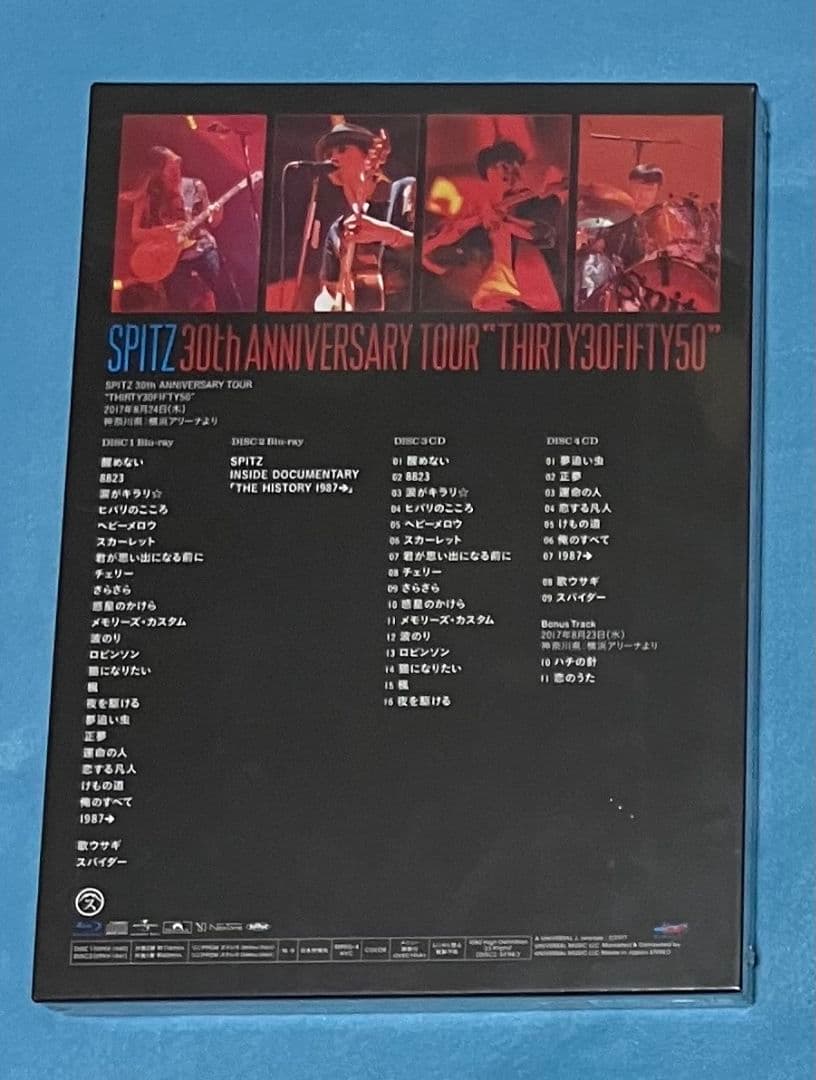 SPITZ 30th ANNIVERSARY TOUR "THIRTY30FIFTY50"
SPITZ 30th ANNIVERSARY TOUR
"THIRTY30FIFTY50"
2017年8月24日(木)
神奈川県：横浜アリーナより
DISC 1 Blu-ray
醒めない
8823
涙がキラリ☆
ヒバリのこころ
ヘビーメロウ
スカーレット
君が思い出になる前に
チェリー
さらさら
惑星のかけら
メモリーズ・カスタム
波のり
ロビンソン
猫になりたい
楓
夜を駆ける
夢追い虫
正夢
運命の人
恋する凡人
けもの道
俺のすべて
1987→
歌ウサギ
スパイダー
DISC 2 Blu-ray
SPITZ
INSIDE DOCUMENTARY
「THE HISTORY 1987→」
DISC 3 CD
01 醒めない
02 8823
03 涙がキラリ☆
04 ヒバリのこころ
05 ヘビーメロウ
06 スカーレット
07 君が思い出になる前に
08 チェリー
09 さらさら
10 惑星のかけら
11 メモリーズ・カスタム
12 波のり
13 ロビンソン
14 猫になりたい
15 楓
16 夜を駆ける
DISC 4 CD
01 夢追い虫
02 正夢
03 運命の人
04 恋する凡人
05 けもの道
06 俺のすべて
07 1987→
08 歌ウサギ
09 スパイダー
Bonus Track
2017年8月23日(水)
神奈川県：横浜アリーナより
10 ハチの針
11 恋のうた
ス
COLOR